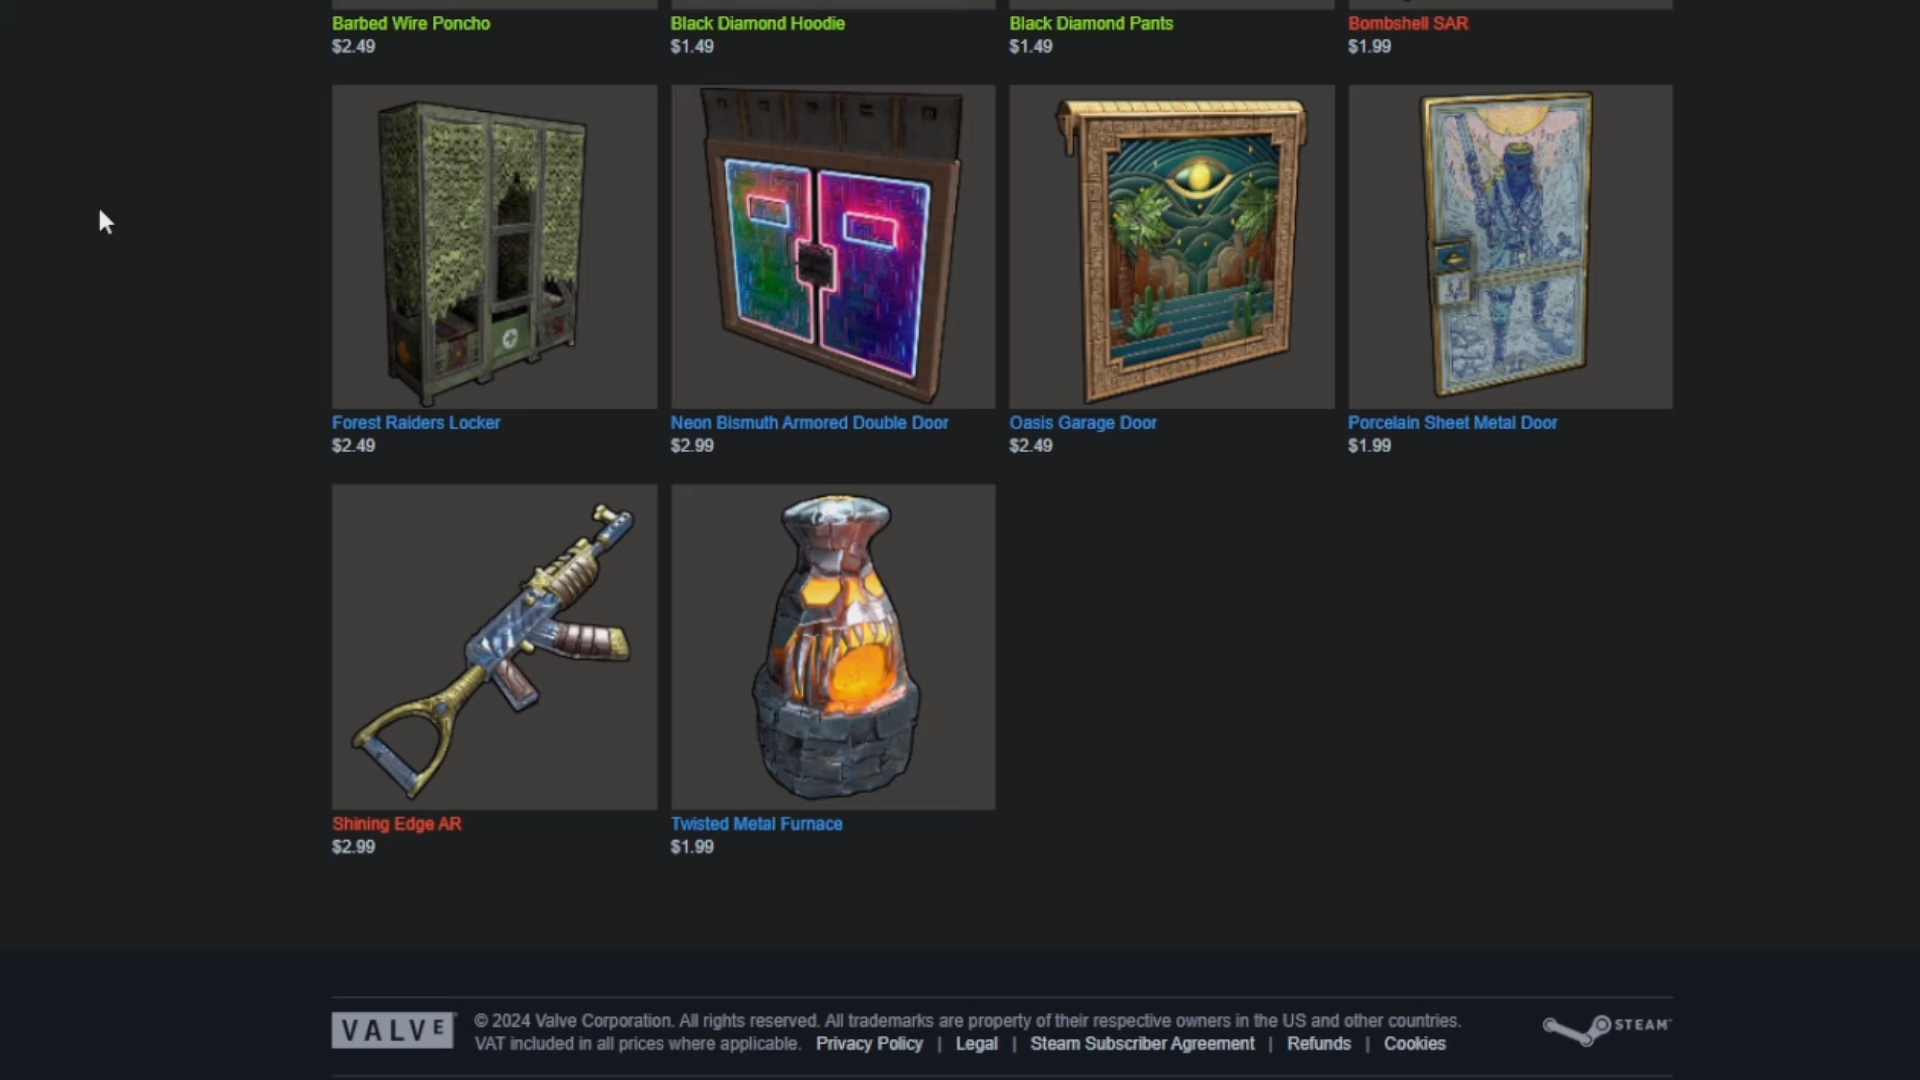 Barbed Wire Poncho
$2.49
Black Diamond Hoodie
$1.49
Black Diamond Pants
$1.49
Bombshell SAR
$1.99
Forest Raiders Locker
$2.49
Neon Bismuth Armored Double Door
$2.99
Oasis Garage Door
$2.49
Porcelain Sheet Metal Door
$1.99
Shining Edge AR
$2.99
Twisted Metal Furnace
$1.99
VALVE
© 2024 Valve Corporation. All rights reserved. All trademarks are property of their respective owners in the US and other countries.
VAT included in all prices where applicable. Privacy Policy | Legal | Steam Subscriber Agreement | Refunds | Cookies
STEAM